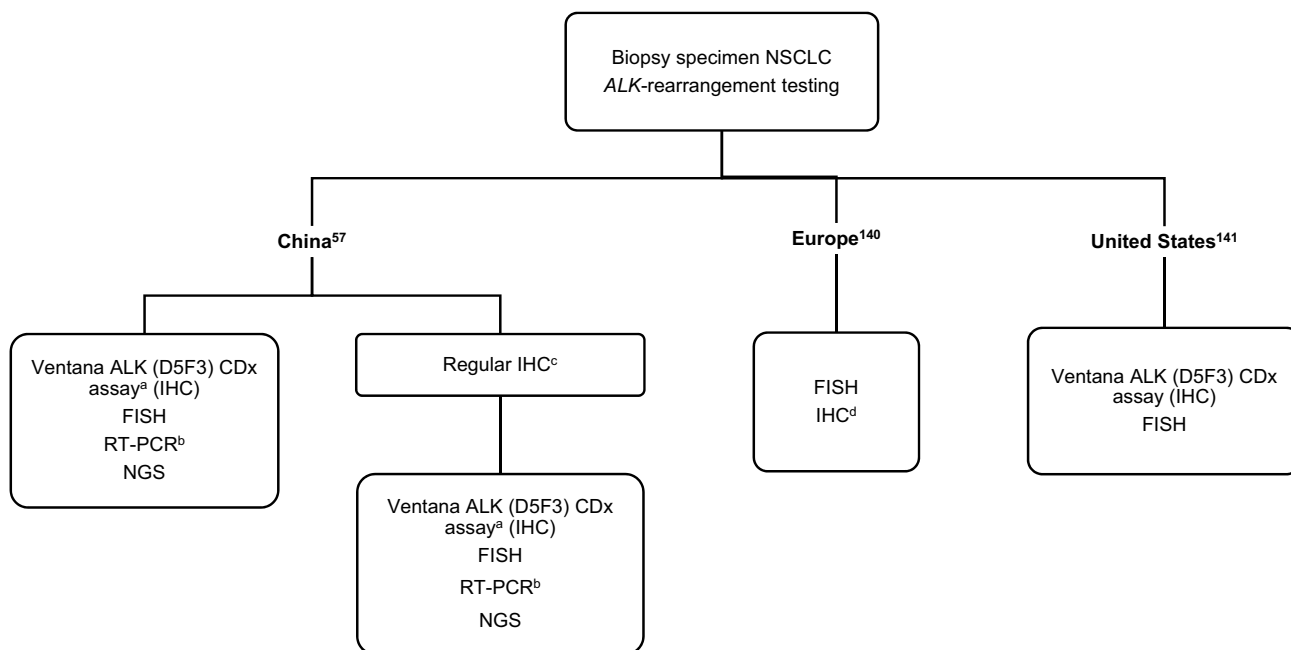 Biopsy specimen NSCLC
ALK-rearrangement testing
China57
Europe140
United States141
Ventana ALK (D5F3) CDx
assaya (IHC)
FISH
RT-PCRb
NGS
Regular IHCc
Ventana ALK (D5F3) CDx
assaya (IHC)
FISH
RT-PCRb
NGS
FISH
IHCd
Ventana ALK (D5F3) CDx
assay (IHC)
FISH